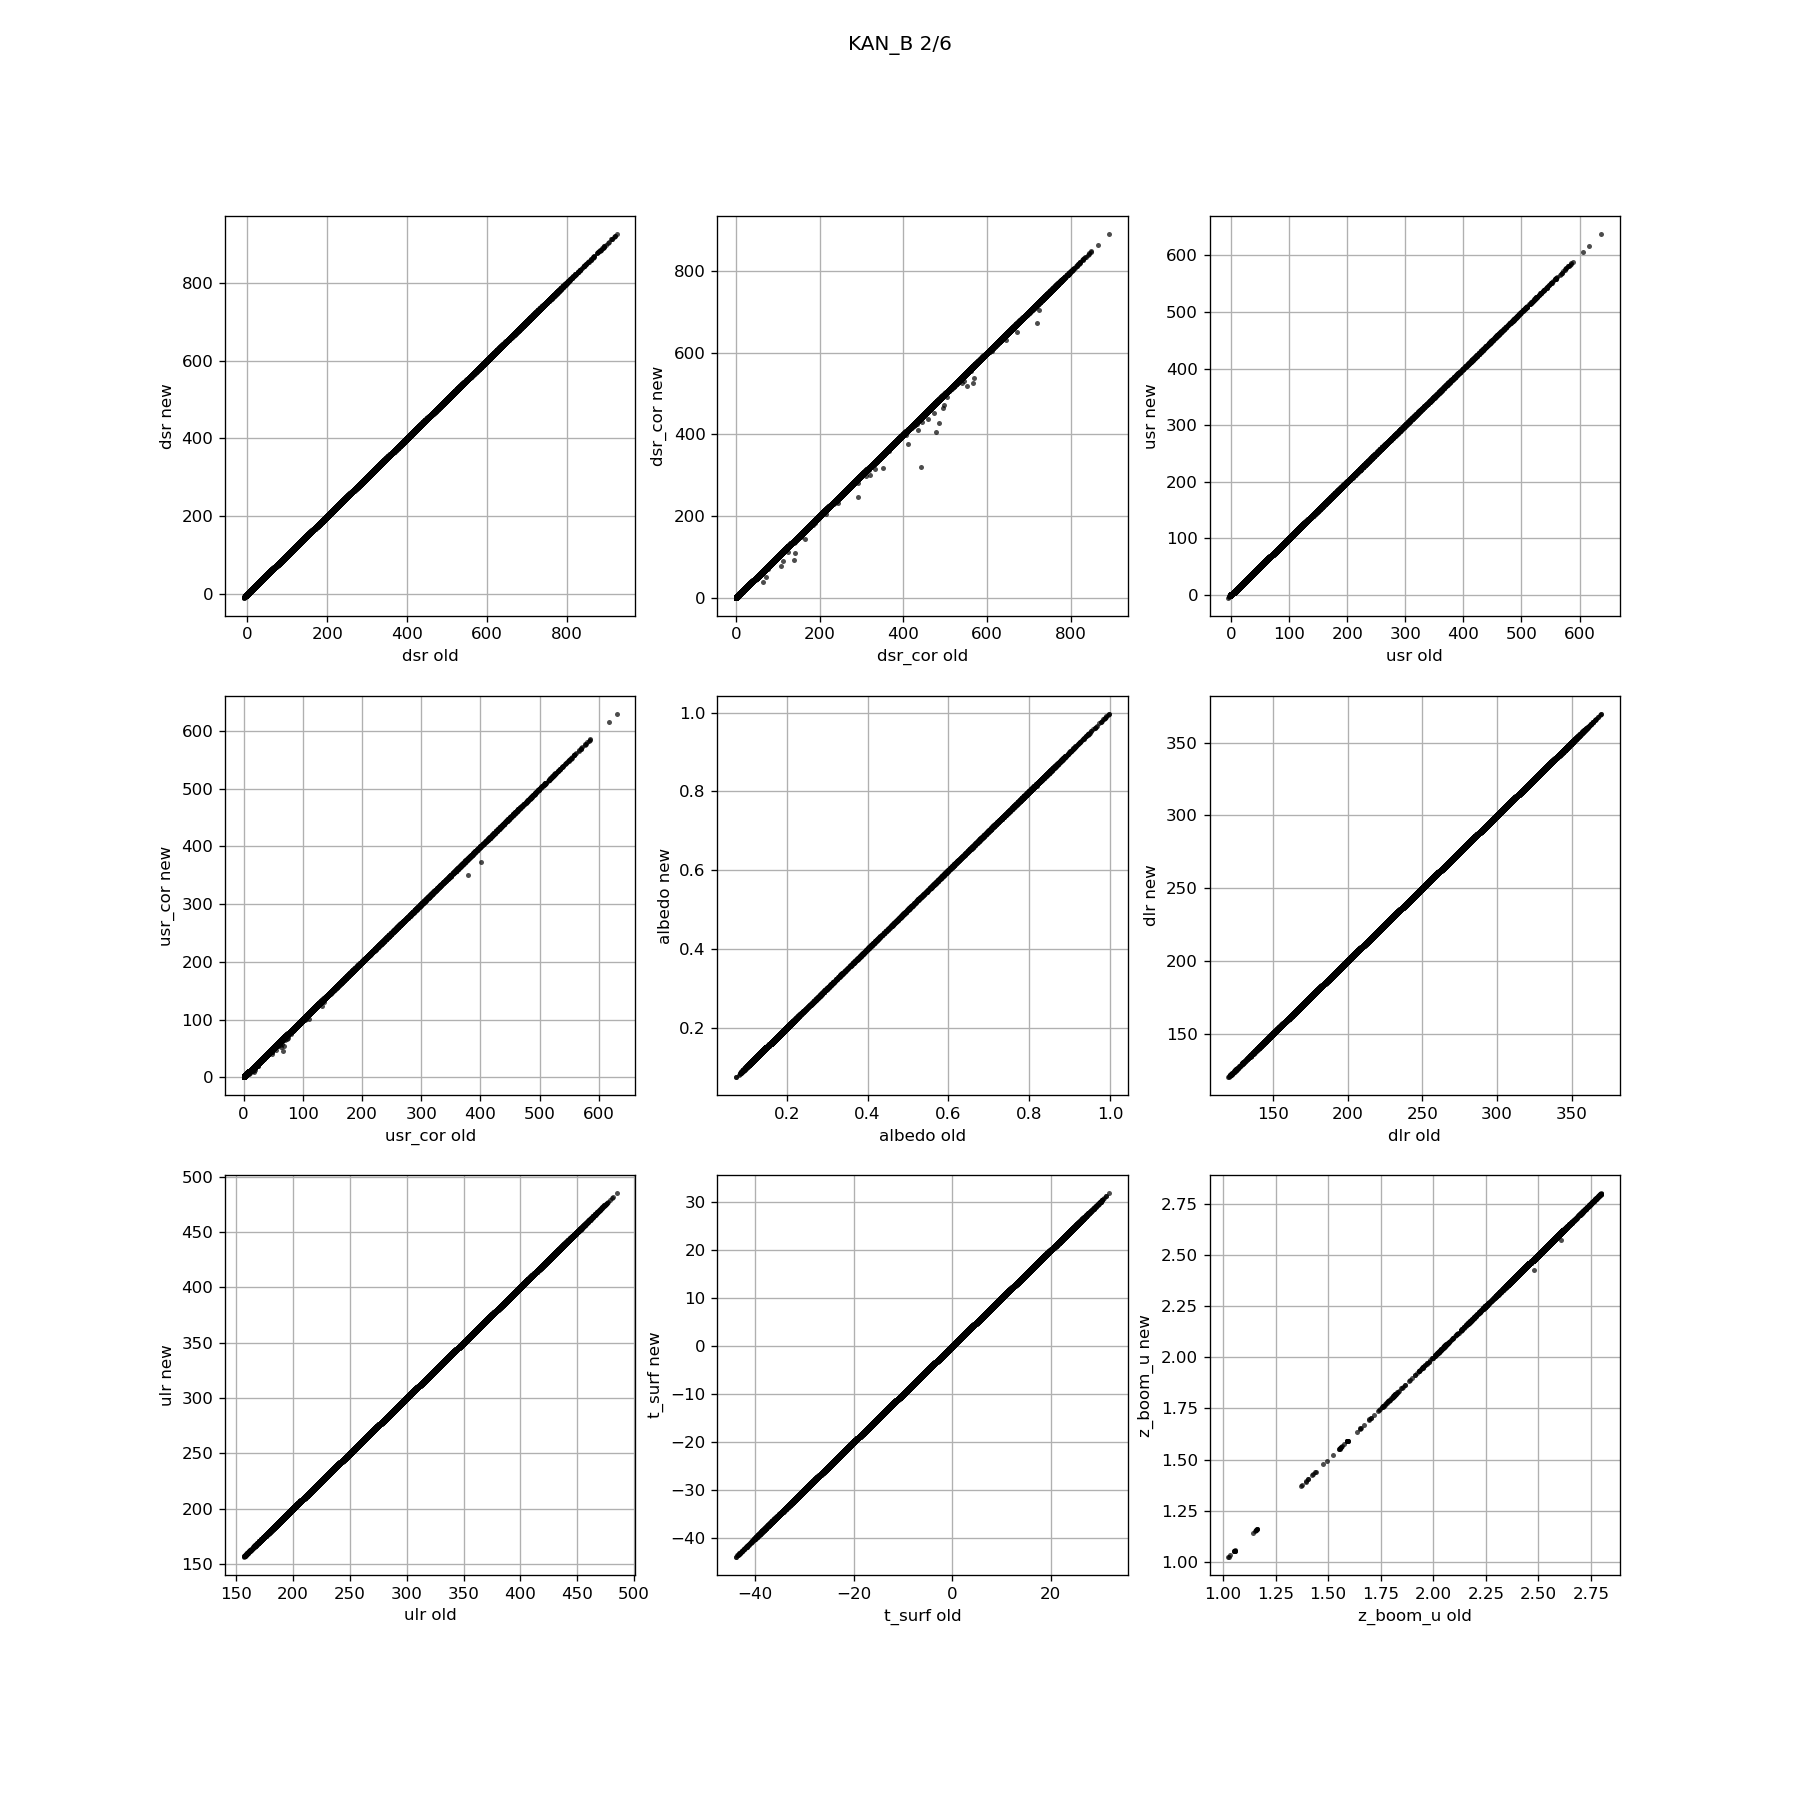 KAN_B 2/6
800
600
400
200
0
dsr new
0 200 400 600 800
dsr old
800
600
400
200
0
dsr_cor new
0 200 400 600 800
dsr_cor old
600
500
400
300
200
100
0
usr new
0 100 200 300 400 500 600
usr old
600
500
400
300
200
100
0
usr_cor new
0 100 200 300 400 500 600
usr_cor old
1.0
0.8
0.6
0.4
0.2
albedo new
0.2 0.4 0.6 0.8 1.0
albedo old
350
300
250
200
150
dlr new
150 200 250 300 350
dlr old
500
450
400
350
300
250
200
150
ulr new
150 200 250 300 350 400 450 500
ulr old
30
20
10
0
−10
−20
−30
−40
t_surf new
−40 −20 0 20
t_surf old
2.75
2.50
2.25
2.00
1.75
1.50
1.25
1.00
z_boom_u new
1.00 1.25 1.50 1.75 2.00 2.25 2.50 2.75
z_boom_u old